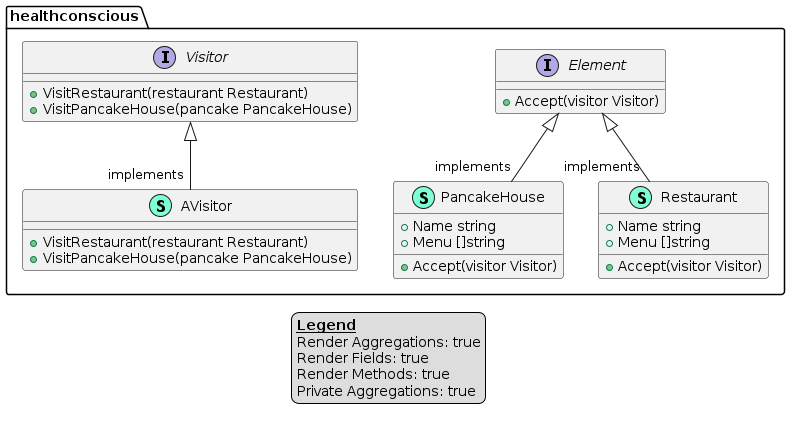 healthconscious
I Visitor
VisitRestaurant(restaurant Restaurant)
VisitPancakeHouse(pancake PancakeHouse)
I Element
Accept(visitor Visitor)
implements
implements
implements
S AVisitor
VisitRestaurant(restaurant Restaurant)
VisitPancakeHouse(pancake PancakeHouse)
S PancakeHouse
Name string
Menu []string
Accept(visitor Visitor)
S Restaurant
Name string
Menu []string
Accept(visitor Visitor)
Legend
Render Aggregations: true
Render Fields: true
Render Methods: true
Private Aggregations: true